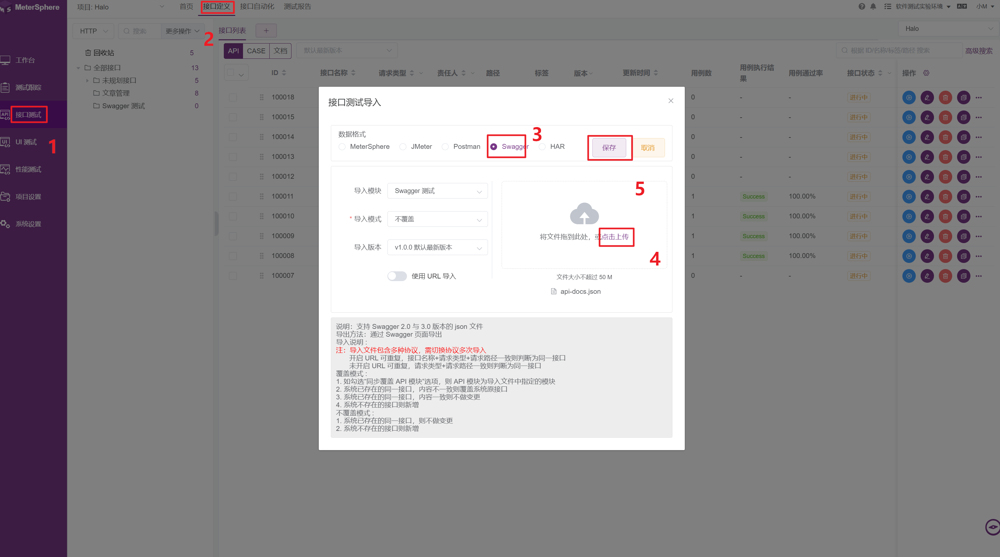 MeterSphere
项目: Halo
首页 接口定义 接口自动化 测试报告
软件测试实验环境
小M
工作台
测试跟踪
接口测试
UI 测试
1
性能测试
项目设置
系统设置
HTTP 搜索 更多操作
2
回收站 5
全部接口 13
未规划接口 5
文章管理 8
Swagger 测试 0
接口列表 +
Halo
API CASE 文档 默认最新版本
根据 ID/名称/标签/路径 搜索 高级搜索
ID 接口名称 请求类型 责任人 路径 标签 版本 更新时间 用例数 用例执行结果 用例通过率 接口状态 操作
100018 0 - - 进行中
100015 0 - - 进行中
100014 0 - - 进行中
100013 0 - - 进行中
100012 0 - - 进行中
100011 1 Success 100.00% 进行中
100010 1 Success 100.00% 进行中
100009 1 Success 100.00% 进行中
100008 1 Success 100.00% 进行中
100007 0 - - 进行中
接口测试导入
数据格式
3
MeterSphere JMeter Postman Swagger HAR
保存 取消
导入模块 Swagger 测试
* 导入模式 不覆盖
导入版本 v1.0.0 默认最新版本
使用 URL 导入
5
将文件拖到此处，或点击上传
4
文件大小不超过 50 M
api-docs.json
说明：支持 Swagger 2.0 与 3.0 版本的 json 文件
导出方法：通过 Swagger 页面导出
导入说明 :
注：导入文件包含多种协议，需切换协议多次导入
开启 URL 可重复，接口名称+请求类型+请求路径一致则判断为同一接口
未开启 URL 可重复，请求类型+请求路径一致则判断为同一接口
覆盖模式 :
1. 如勾选“同步覆盖 API 模块”选项，则 API 模块为导入文件中指定的模块
2. 系统已存在的同一接口，内容不一致则覆盖系统原接口
3. 系统已存在的同一接口，内容一致则不做变更
4. 系统不存在的接口则新增
不覆盖模式 :
1. 系统已存在的同一接口，则不做变更
2. 系统不存在的接口则新增